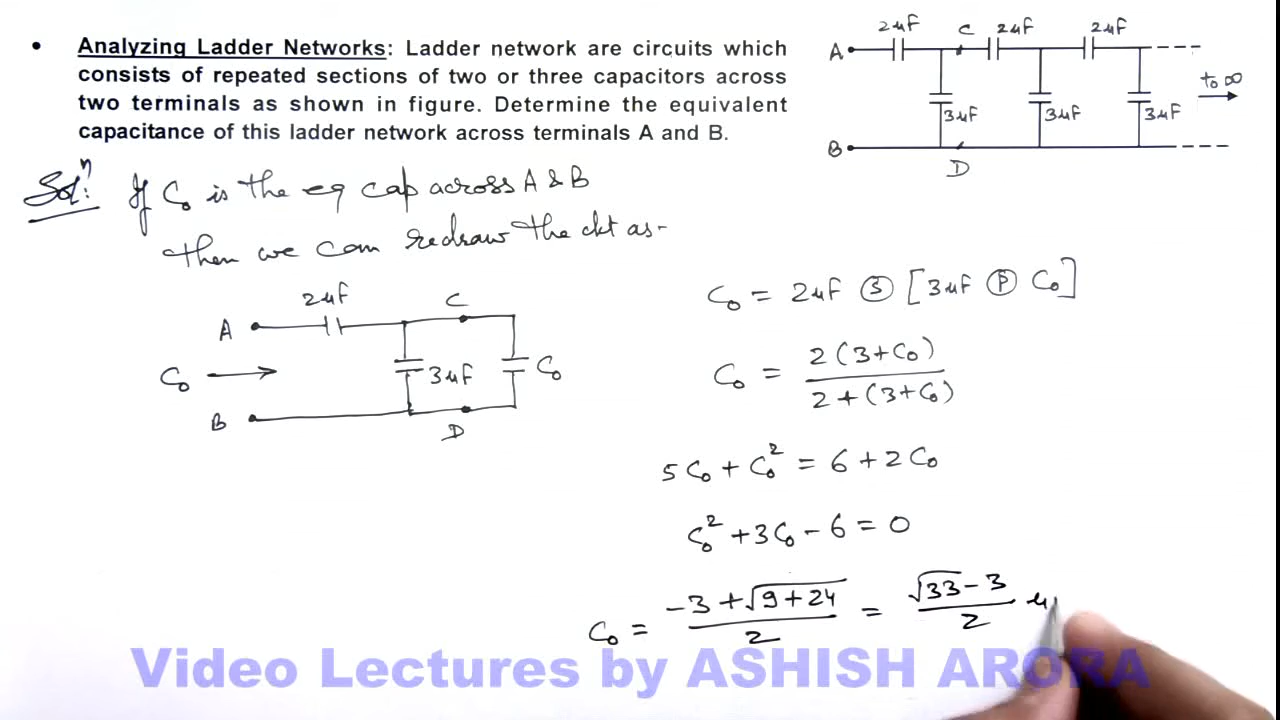 • Analyzing Ladder Networks: Ladder network are circuits which
consists of repeated sections of two or three capacitors across
two terminals as shown in figure. Determine the equivalent
capacitance of this ladder network across terminals A and B.
2μF C 2μF 2μF
A
3μF 3μF 3μF
to ∞
B
D
Solⁿ: If C₀ is the eq cap across A & B
then we can redraw the ckt as-
2μF C
A
C₀ 3μF C₀
B
D
C₀ = 2μF Ⓢ [3μF Ⓟ C₀]
C₀ = 2(3+C₀) / 2+(3+C₀)
5C₀ + C₀² = 6 + 2C₀
C₀² + 3C₀ - 6 = 0
C₀ = -3 + √9+24 / 2 = √33 - 3 / 2 μ
Video Lectures by ASHISH ARORA